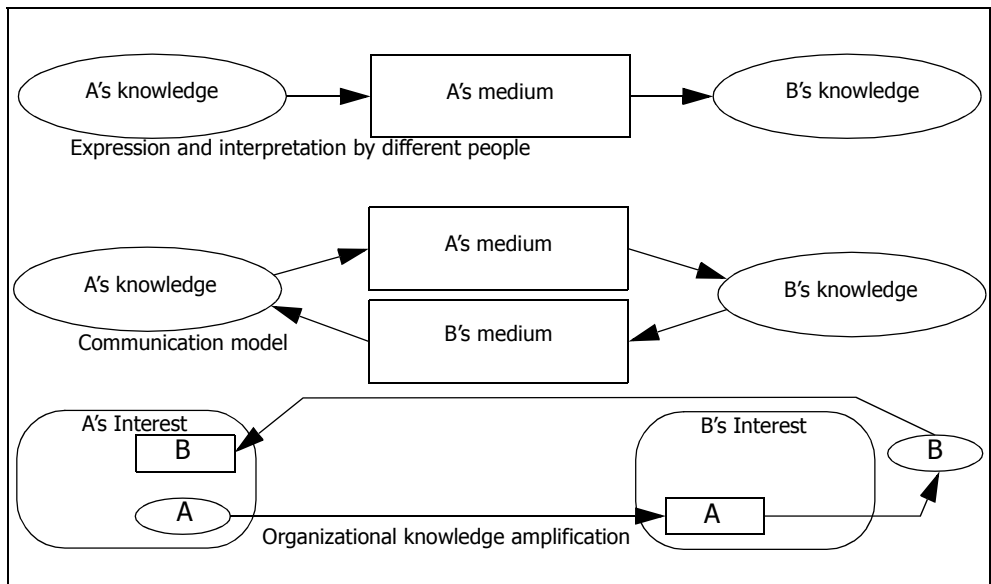 A's knowledge
A's medium
B's knowledge
Expression and interpretation by different people
A's medium
A's knowledge
B's knowledge
B's medium
Communication model
A's Interest
B's Interest
B
B
A
A
Organizational knowledge amplification